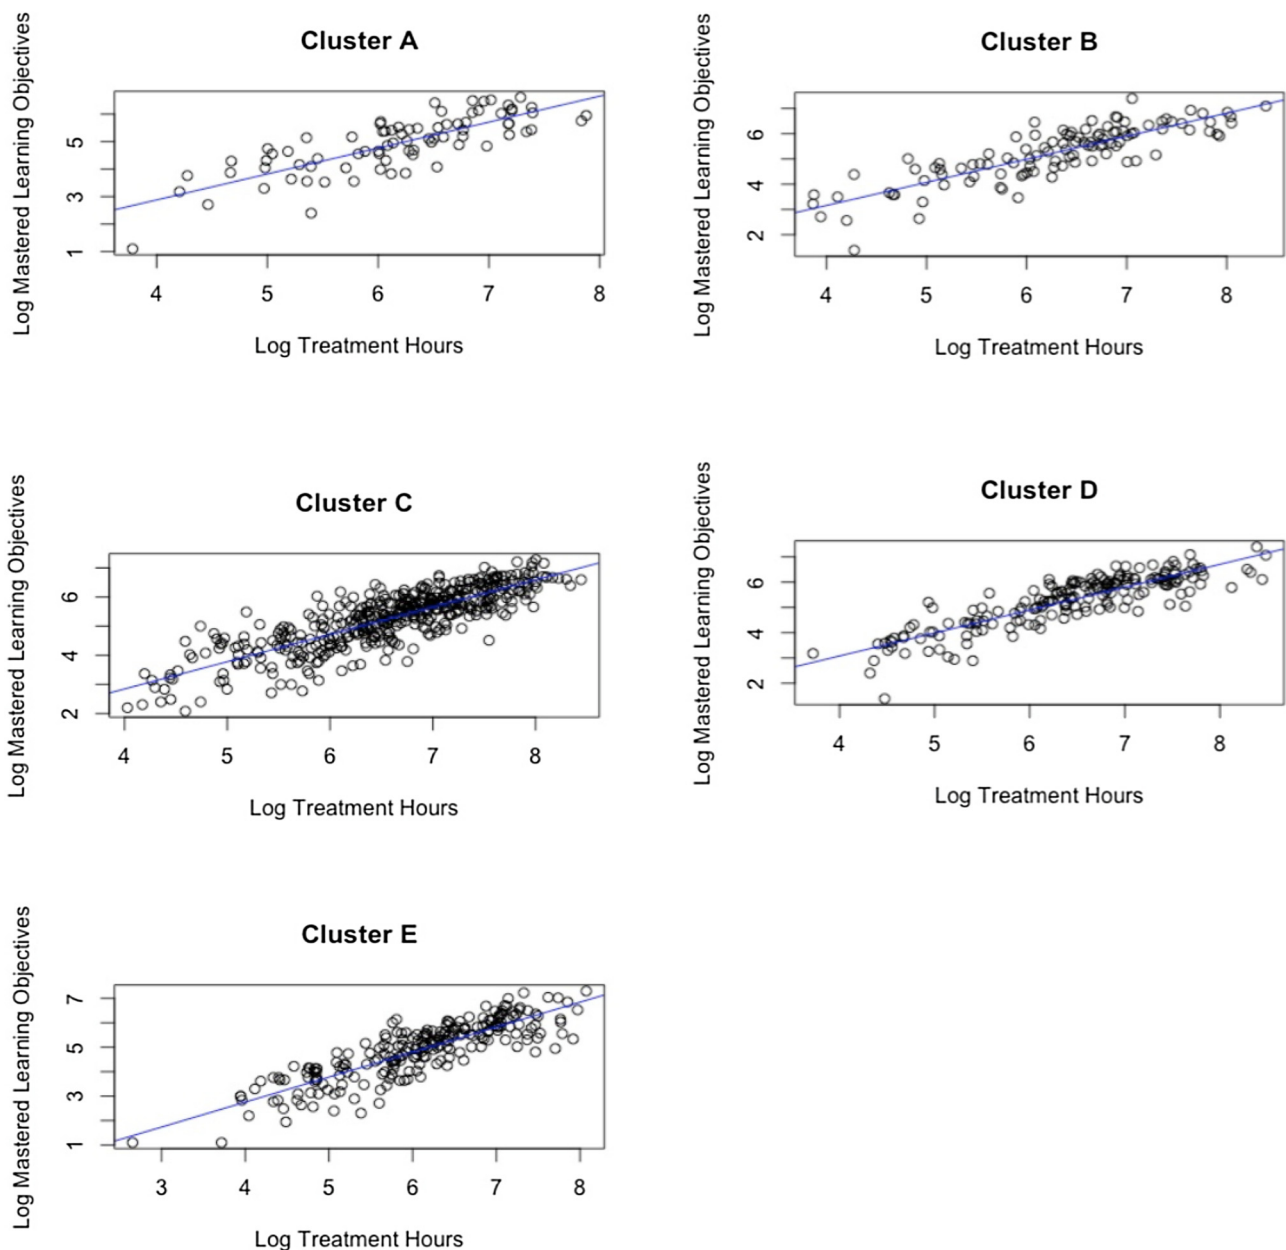 Cluster A
Log Mastered Learning Objectives
5
3
1
4 5 6 7 8
Log Treatment Hours
Cluster B
Log Mastered Learning Objectives
6
4
2
4 5 6 7 8
Log Treatment Hours
Cluster C
Log Mastered Learning Objectives
6
4
2
4 5 6 7 8
Log Treatment Hours
Cluster D
Log Mastered Learning Objectives
6
4
2
4 5 6 7 8
Log Treatment Hours
Cluster E
Log Mastered Learning Objectives
7
5
3
1
3 4 5 6 7 8
Log Treatment Hours